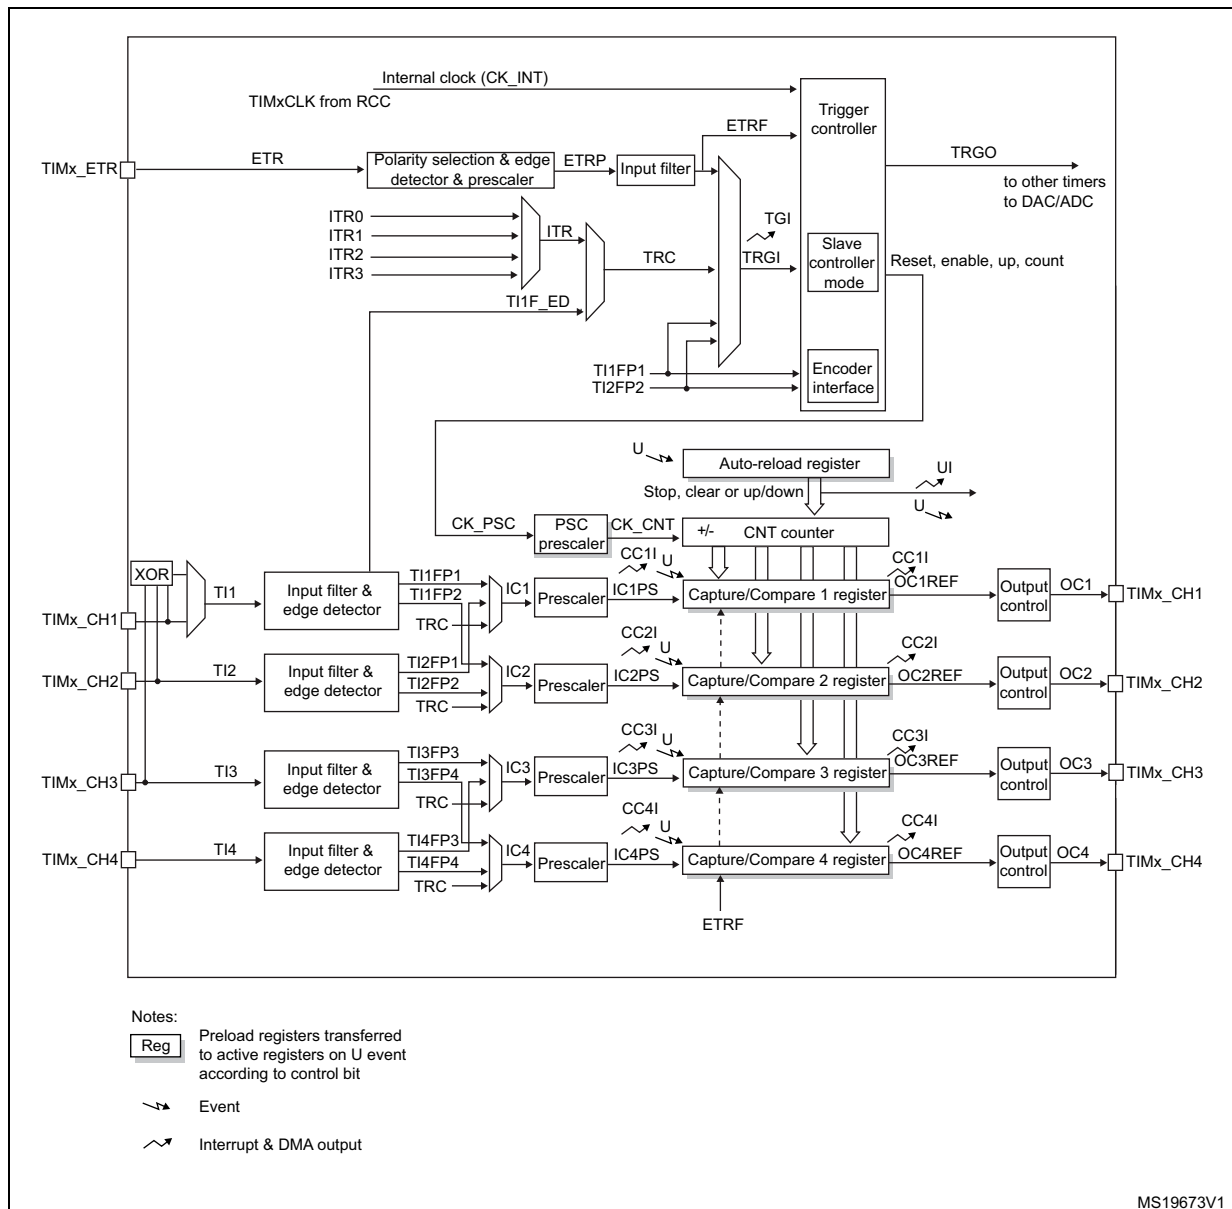 Internal clock (CK_INT)
TIMxCLK from RCC
Trigger
controller
ETRF
TIMx_ETR
ETR
Polarity selection & edge
detector & prescaler
ETRP
Input filter
TRGO
to other timers
to DAC/ADC
ITR0
ITR1
ITR2
ITR3
ITR
TGI
TRC
TRGI
Slave
controller
mode
Reset, enable, up, count
TI1F_ED
TI1FP1
TI2FP2
Encoder
interface
U
Auto-reload register
UI
Stop, clear or up/down
U
CK_PSC
PSC
prescaler
CK_CNT
+/-
CNT counter
XOR
TI1
Input filter &
edge detector
TI1FP1
TI1FP2
TRC
IC1
Prescaler
IC1PS
CC1I
U
Capture/Compare 1 register
CC1I
OC1REF
Output
control
OC1
TIMx_CH1
TIMx_CH1
TIMx_CH2
TI2
Input filter &
edge detector
TI2FP1
TI2FP2
TRC
IC2
Prescaler
IC2PS
CC2I
U
Capture/Compare 2 register
CC2I
OC2REF
Output
control
OC2
TIMx_CH2
TIMx_CH3
TI3
Input filter &
edge detector
TI3FP3
TI3FP4
TRC
IC3
Prescaler
IC3PS
CC3I
U
Capture/Compare 3 register
CC3I
OC3REF
Output
control
OC3
TIMx_CH3
TIMx_CH4
TI4
Input filter &
edge detector
TI4FP3
TI4FP4
TRC
IC4
Prescaler
IC4PS
CC4I
U
Capture/Compare 4 register
CC4I
OC4REF
Output
control
OC4
TIMx_CH4
ETRF
Notes:
Reg
Preload registers transferred
to active registers on U event
according to control bit
Event
Interrupt & DMA output
MS19673V1